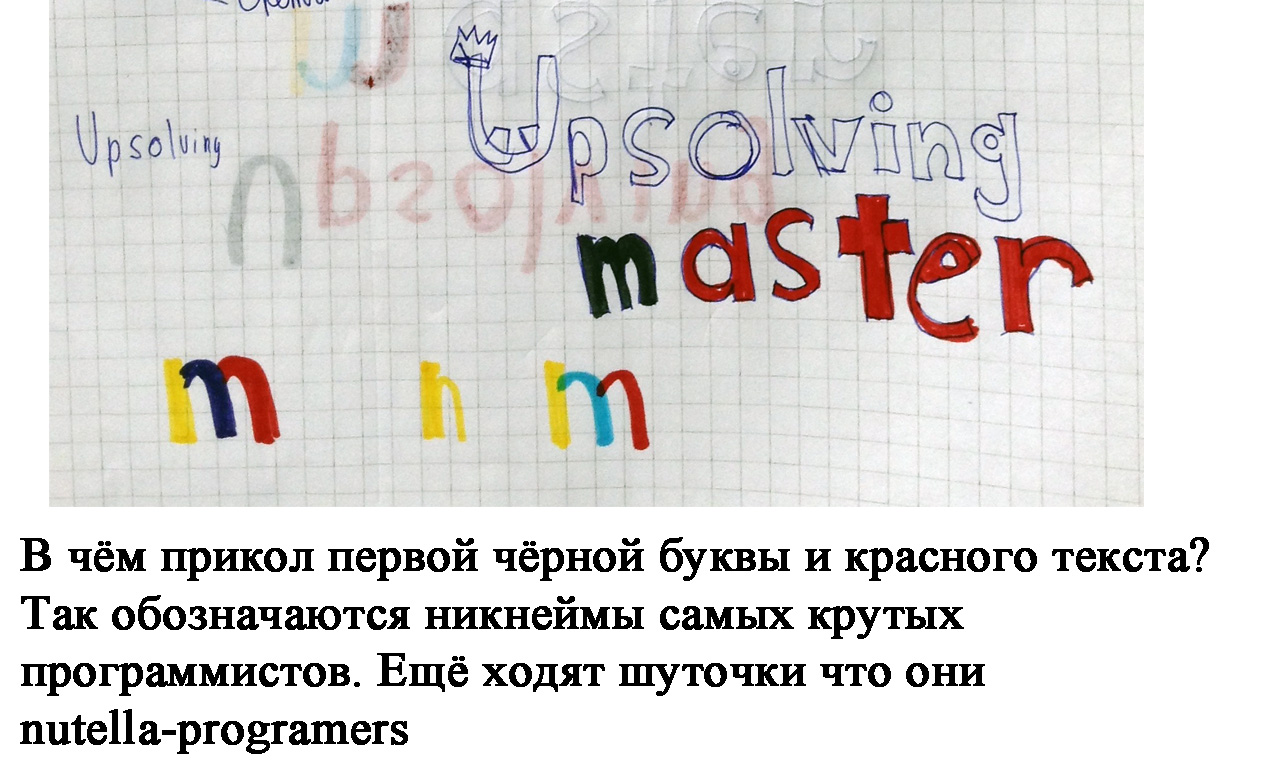 Upsolving
Upsolving
master
m n m
В чём прикол первой чёрной буквы и красного текста?
Так обозначаются никнеймы самых крутых
программистов. Ещё ходят шуточки что они
nutella-programers